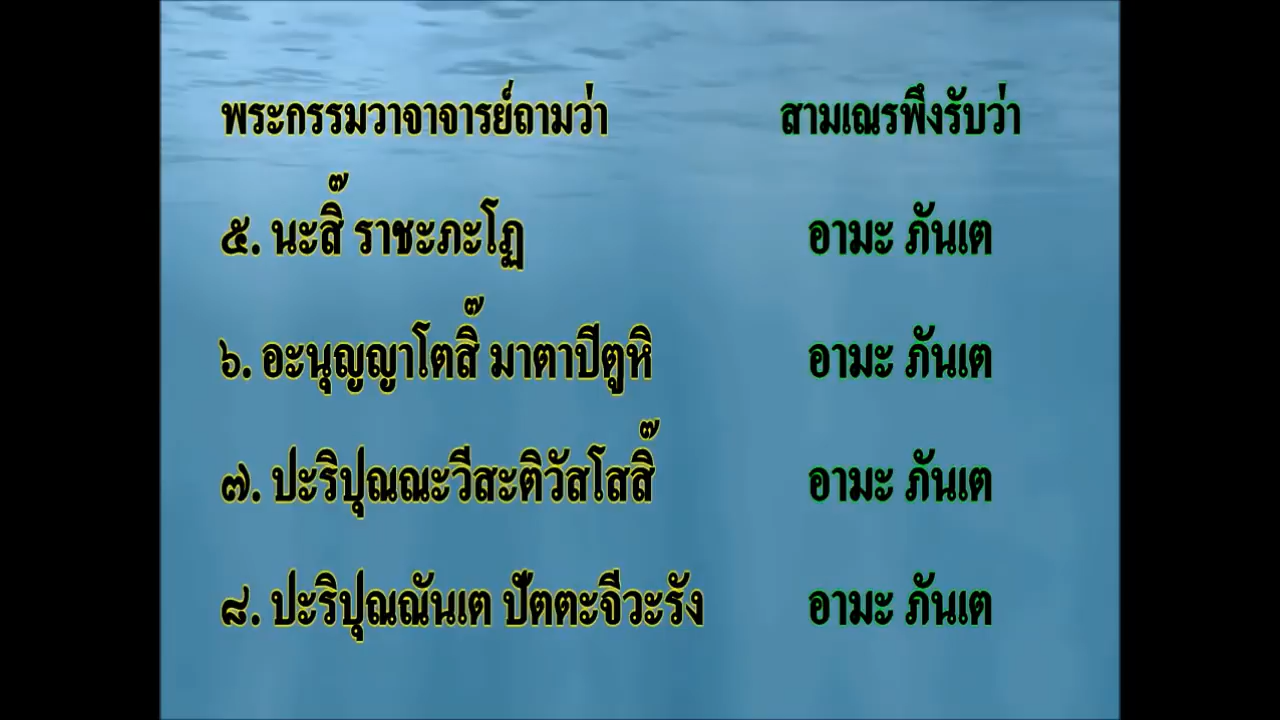 พระกรรมวาจาจารย์ถามว่า สามเณรพึงรับว่า
๕. นะสิ๊ ราชะภะโฏ อามะ ภันเต
๖. อะนุญญาโตสิ๊ มาตาปีตูหิ อามะ ภันเต
๗. ปะริปุณณะวีสะติวัสโสสิ๊ อามะ ภันเต
๘. ปะริปุณณันเต ปัตตะจีวะรัง อามะ ภันเต